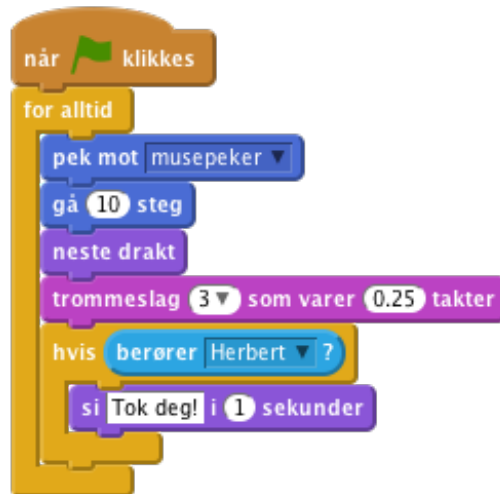 når klikkes
for alltid
pek mot musepeker
gå 10 steg
neste drakt
trommeslag 3 som varer 0.25 takter
hvis berører Herbert ?
si Tok deg! i 1 sekunder